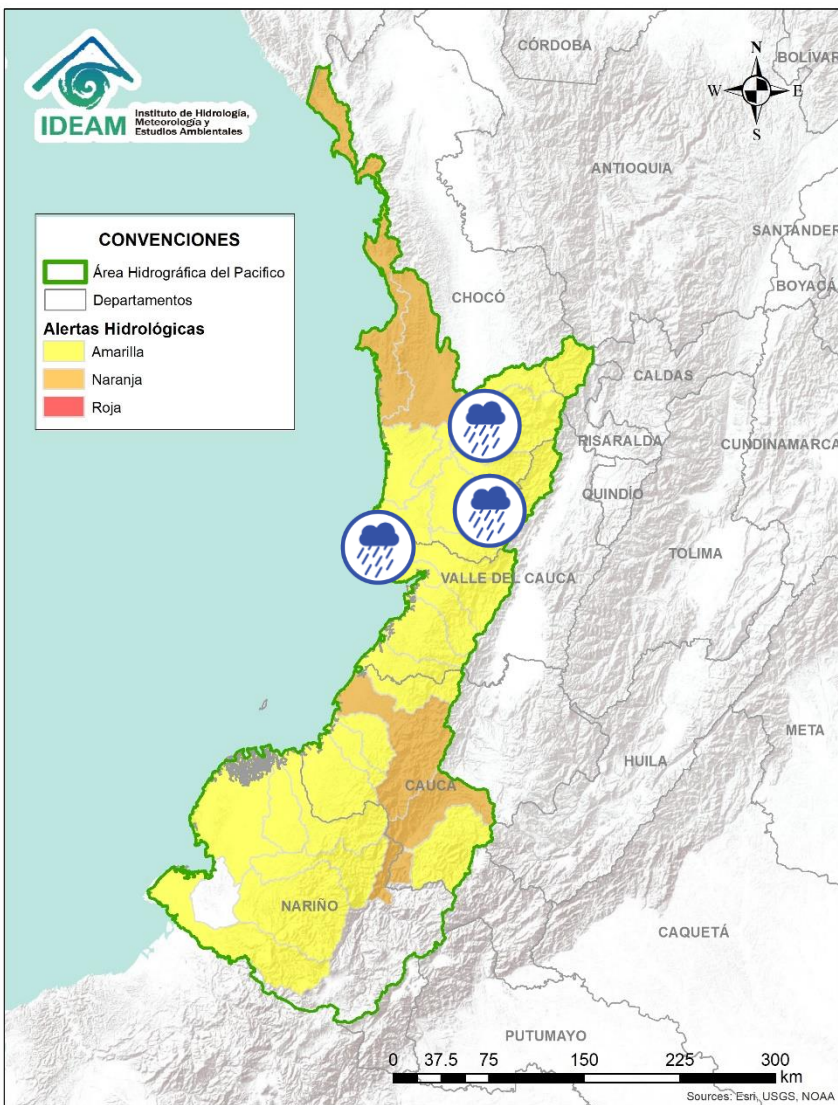 IDEAM
Instituto de Hidrología,
Meteorología y
Estudios Ambientales
N
W
E
S
CÓRDOBA
BOLÍVAR
ANTIOQUIA
SANTANDER
BOYACÁ
CONVENCIONES
Área Hidrográfica del Pacifico
Departamentos
Alertas Hidrológicas
Amarilla
Naranja
Roja
CHOCÓ
CALDAS
RISARALDA
CUNDINAMARCA
QUINDÍO
TOLIMA
VALLE DEL CAUCA
META
HUILA
CAUCA
NARIÑO
CAQUETÁ
PUTUMAYO
0 37.5 75 150 225 300
km
Sources: Esri, USGS, NOAA